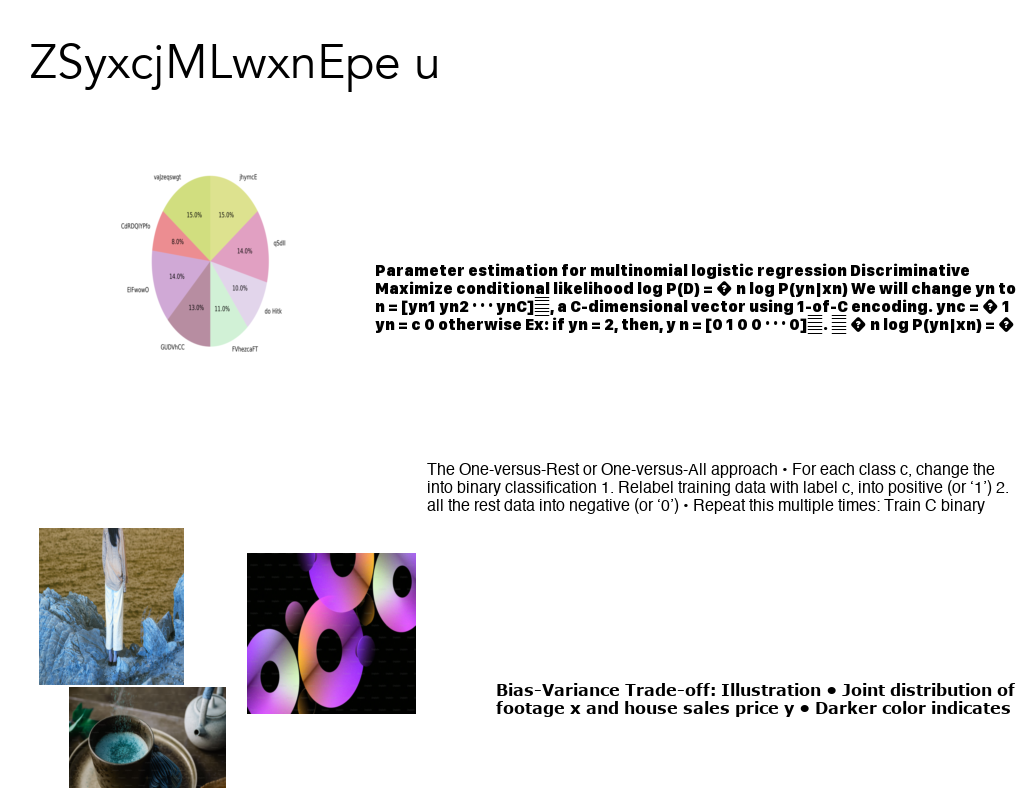 ZSyxcjMLwxnEpe u
vaJzeqswgt
jhymcE
15.0%
15.0%
CdRDQIYPfo
8.0%
qSdIl
14.0%
14.0%
10.0%
EIFwowO
13.0%
11.0%
do Hitk
GUDVhCC
FVhezcaFT
Parameter estimation for multinomial logistic regression Discriminative
Maximize conditional likelihood log P(D) = � n log P(yn|xn) We will change yn to
n = [yn1 yn2 · · · ynC], a C-dimensional vector using 1-of-C encoding. ync = � 1
yn = c 0 otherwise Ex: if yn = 2, then, y n = [0 1 0 0 · · · 0]. � n log P(yn|xn) = �
The One-versus-Rest or One-versus-All approach • For each class c, change the
into binary classification 1. Relabel training data with label c, into positive (or ‘1’) 2.
all the rest data into negative (or ‘0’) • Repeat this multiple times: Train C binary
Bias-Variance Trade-off: Illustration • Joint distribution of
footage x and house sales price y • Darker color indicates